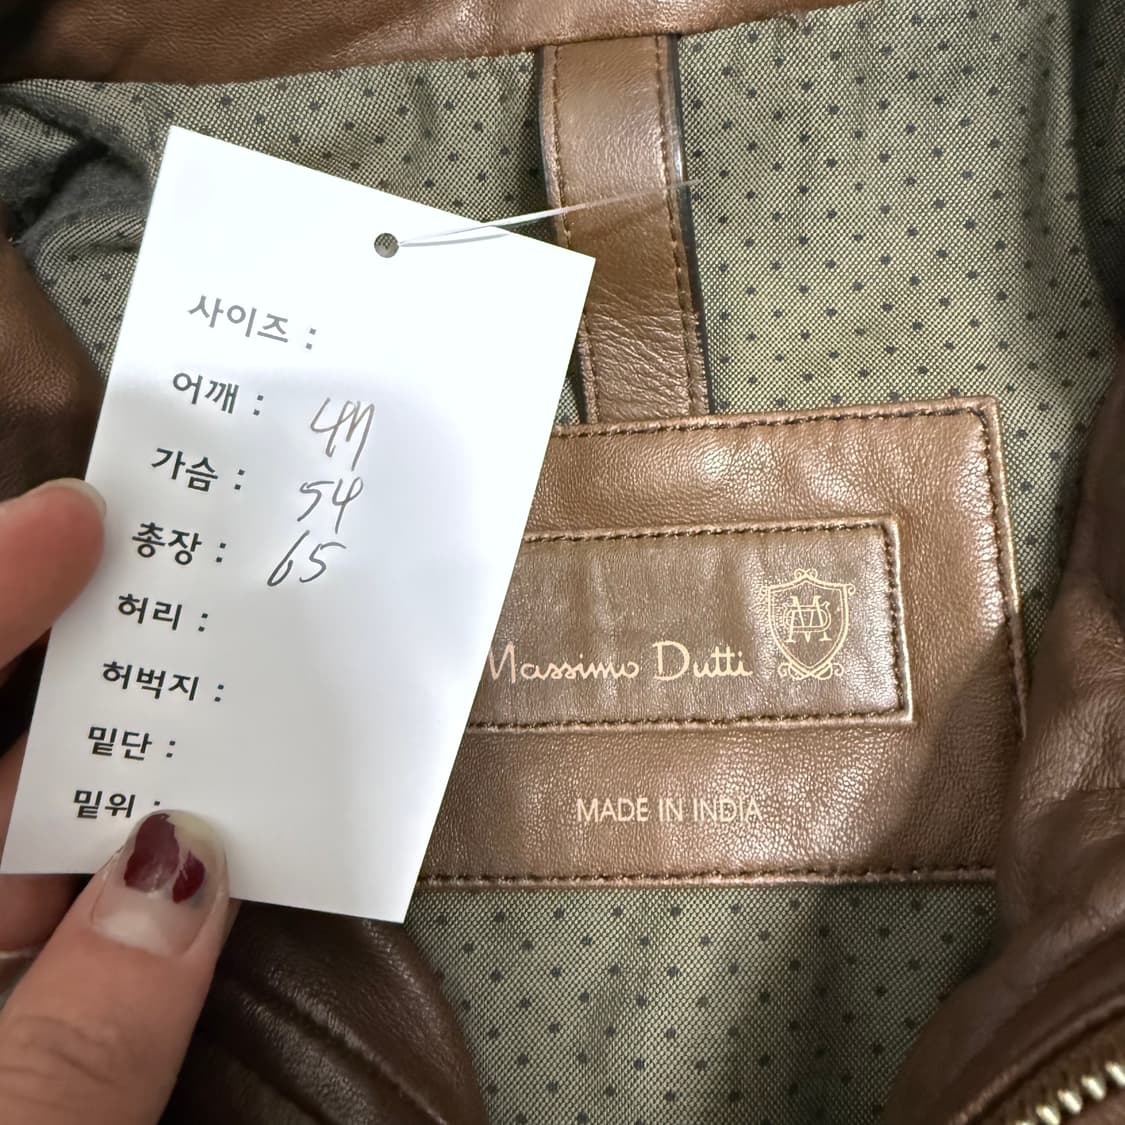 사이즈 :
어깨 : 47
가슴 : 54
총장 : 65
허리 :
허벅지 :
밑단 :
밑위 :
Massimo Dutti
MADE IN INDIA